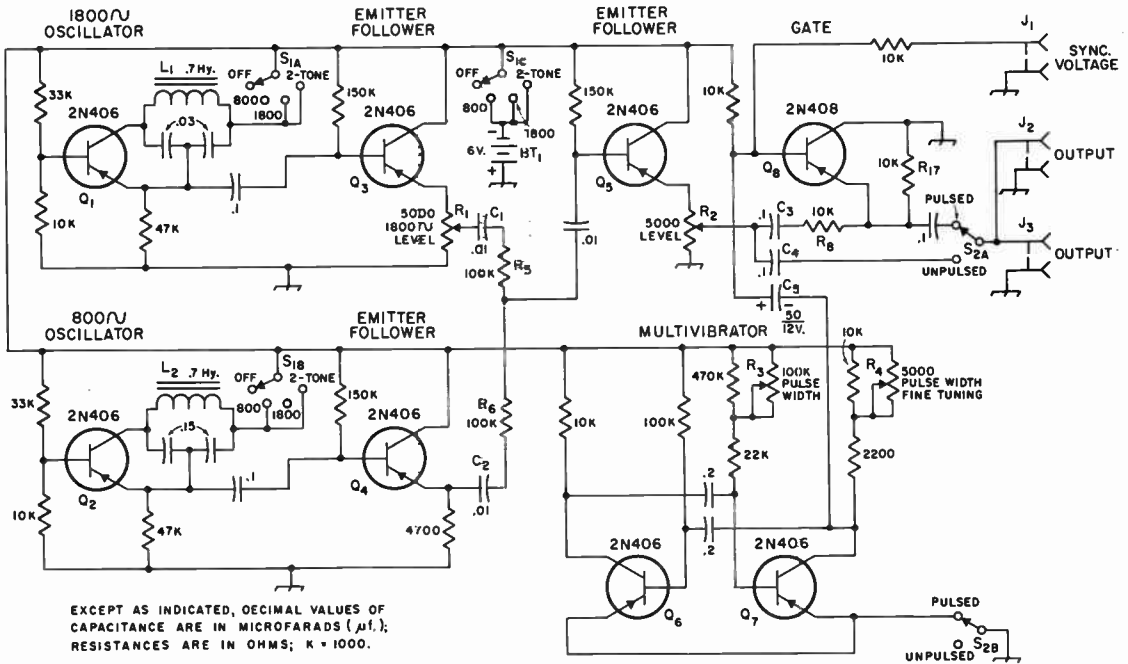 1800∿
OSCILLATOR
EMITTER
FOLLOWER
EMITTER
FOLLOWER
GATE
J1
SYNC.
VOLTAGE
10K
L1 .7 Hy.
OFF
S1A
2-TONE
8000
1800
33K
2N406
.03
150K
2N406
OFF
S1C
2-TONE
800
1800
6V.
BT1
150K
2N406
10K
2N408
J2
OUTPUT
Q1
Q3
Q5
Q8
10K
R17
PULSED
10K
47K
.1
5000
1800∿
LEVEL
R1
C1
.01
100K
R5
.01
5000
LEVEL
R2
.1
C3
10K
R8
.1
S2A
J3
OUTPUT
C4
.1
UNPULSED
C5
+
−
50
12V.
800∿
OSCILLATOR
EMITTER
FOLLOWER
MULTIVIBRATOR
L2 .7 Hy.
OFF
S1B
2-TONE
800
1800
33K
2N406
.15
150K
2N406
R6
100K
10K
100K
470K
R3
100K
PULSE
WIDTH
10K
R4
5000
PULSE WIDTH
FINE TUNING
22K
2200
Q2
Q4
C2
.01
10K
47K
.1
4700
.2
.2
2N406
2N406
Q6
Q7
PULSED
S2B
UNPULSED
EXCEPT AS INDICATED, DECIMAL VALUES OF
CAPACITANCE ARE IN MICROFARADS (µf.);
RESISTANCES ARE IN OHMS; K = 1000.